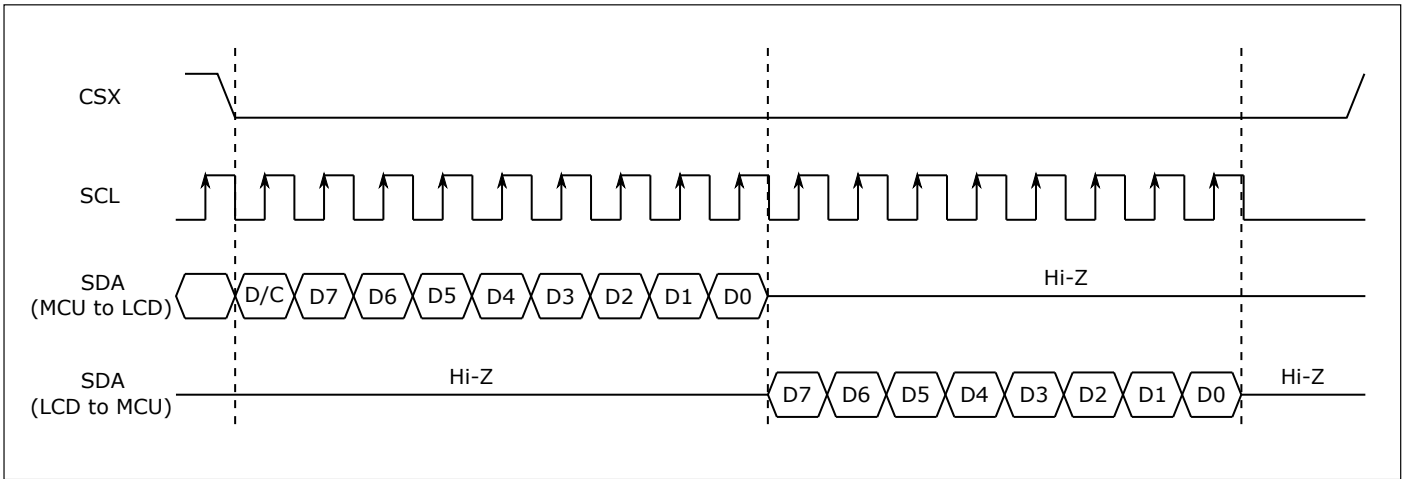 CSX
SCL
SDA
(MCU to LCD)
D/C D7 D6 D5 D4 D3 D2 D1 D0
Hi-Z
SDA
(LCD to MCU)
Hi-Z
D7 D6 D5 D4 D3 D2 D1 D0
Hi-Z